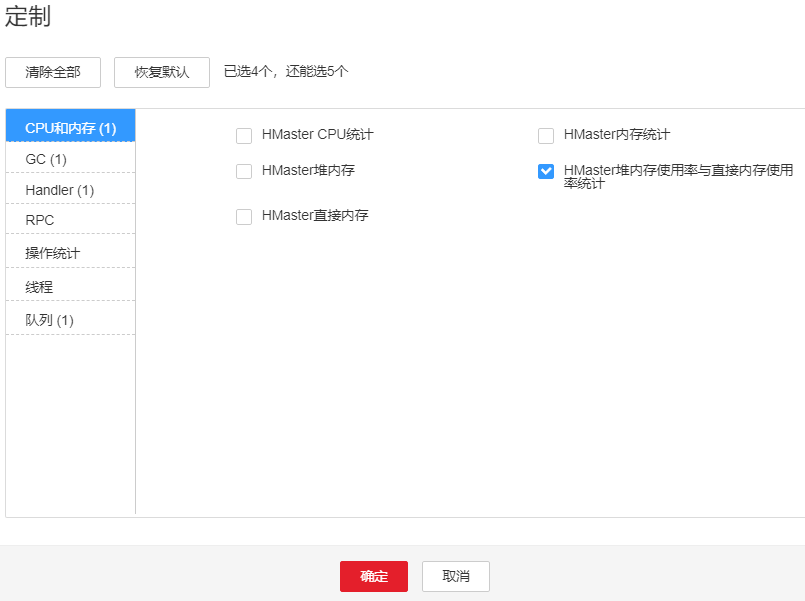 定制
清除全部
恢复默认
已选4个，还能选5个
CPU和内存 (1)
GC (1)
Handler (1)
RPC
操作统计
线程
队列 (1)
HMaster CPU统计
HMaster内存统计
HMaster堆内存
HMaster堆内存使用率与直接内存使用
率统计
HMaster直接内存
确定
取消